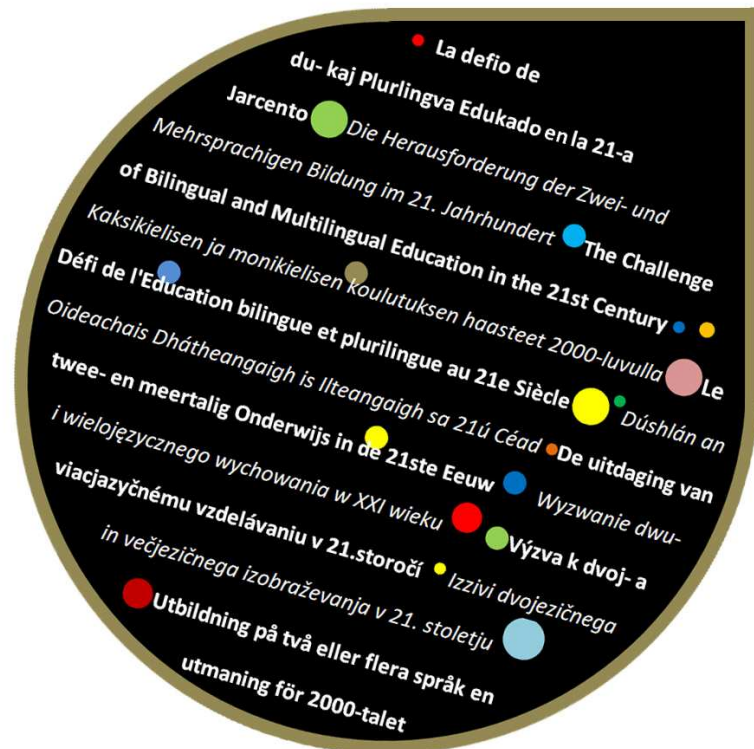 La defio de
du- kaj Plurlingva Edukado en la 21-a
Jarcento Die Herausforderung der Zwei- und
Mehrsprachigen Bildung im 21. Jahrhundert The Challenge
of Bilingual and Multilingual Education in the 21st Century
Kaksikielisen ja monikielisen koulutuksen haasteet 2000-luvulla Le
Défi de l'Education bilingue et plurilingue au 21e Siècle Dúshlán an
Oideachais Dhátheangaigh is Ilteangaigh sa 21ú Céad De uitdaging van
twee- en meertalig Onderwijs in de 21ste Eeuw Wyzwanie dwu-
i wielojęzycznego wychowania w XXI wieku Výzva k dvoj- a
viacjazyčnému vzdelávaniu v 21.storočí Izzivi dvojezičnega
in večjezičnega izobraževanja v 21. stoletju
Utbildning på två eller flera språk en
utmaning för 2000-talet